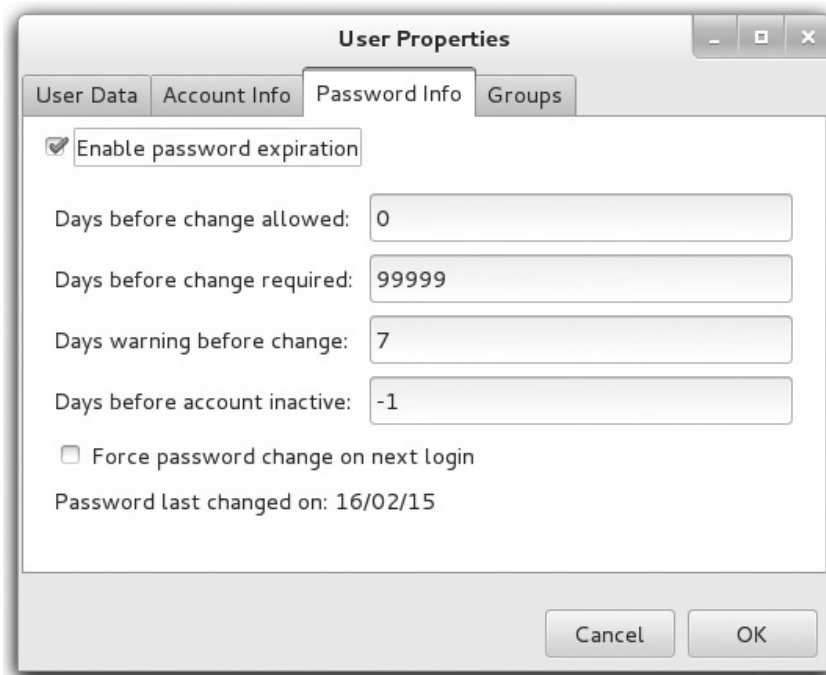 User Properties
User Data Account Info Password Info Groups
Enable password expiration
Days before change allowed: 0
Days before change required: 99999
Days warning before change: 7
Days before account inactive: -1
Force password change on next login
Password last changed on: 16/02/15
Cancel OK